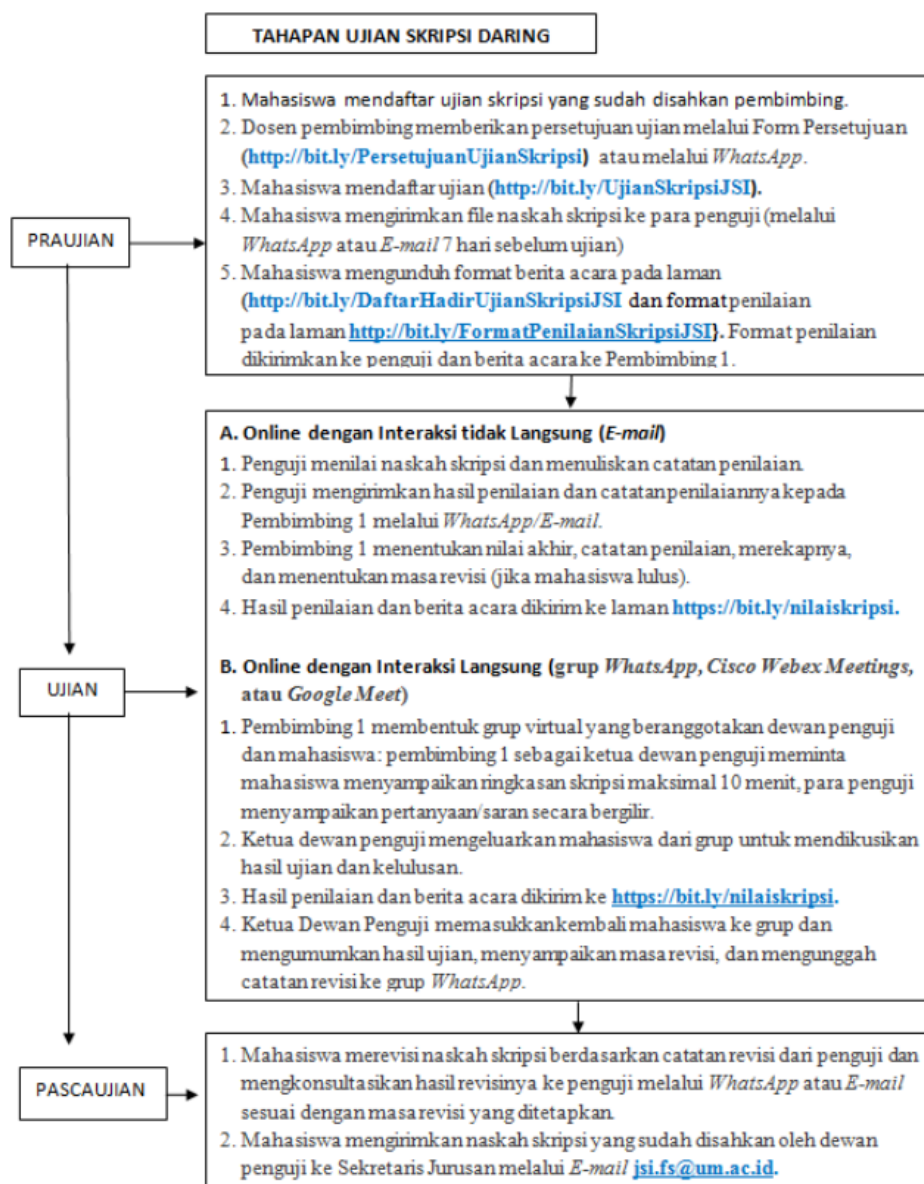 TAHAPAN UJIAN SKRIPSI DARING
PRAUJIAN
1. Mahasiswa mendaftar ujian skripsi yang sudah disahkan pembimbing.
2. Dosen pembimbing memberikan persetujuan ujian melalui Form Persetujuan
(http://bit.ly/PersetujuanUjianSkripsi) atau melalui WhatsApp.
3. Mahasiswa mendaftar ujian (http://bit.ly/UjianSkripsiJSI).
4. Mahasiswa mengirimkan file naskah skripsi ke para penguji (melalui
WhatsApp atau E-mail 7 hari sebelum ujian)
5. Mahasiswa mengunduh format berita acara pada laman
(http://bit.ly/DaftarHadirUjianSkripsiJSI dan format penilaian
pada laman http://bit.ly/FormatPenilaianSkripsiJSI}. Format penilaian
dikirimkan ke penguji dan berita acara ke Pembimbing 1.
UJIAN
A. Online dengan Interaksi tidak Langsung (E-mail)
1. Penguji menilai naskah skripsi dan menuliskan catatan penilaian.
2. Penguji mengirimkan hasil penilaian dan catatan penilaiannya kepada
Pembimbing 1 melalui WhatsApp/E-mail.
3. Pembimbing 1 menentukan nilai akhir, catatan penilaian, merekapnya,
dan menentukan masa revisi (jika mahasiswa lulus).
4. Hasil penilaian dan berita acara dikirim ke laman https://bit.ly/nilaiskripsi.
B. Online dengan Interaksi Langsung (grup WhatsApp, Cisco Webex Meetings,
atau Google Meet)
1. Pembimbing 1 membentuk grup virtual yang beranggotakan dewan penguji
dan mahasiswa: pembimbing 1 sebagai ketua dewan penguji meminta
mahasiswa menyampaikan ringkasan skripsi maksimal 10 menit, para penguji
menyampaikan pertanyaan/saran secara bergilir.
2. Ketua dewan penguji mengeluarkan mahasiswa dari grup untuk mendikusikan
hasil ujian dan kelulusan.
3. Hasil penilaian dan berita acara dikirim ke https://bit.ly/nilaiskripsi.
4. Ketua Dewan Penguji memasukkan kembali mahasiswa ke grup dan
mengumumkan hasil ujian, menyampaikan masa revisi, dan mengunggah
catatan revisi ke grup WhatsApp.
PASCAUJIAN
1. Mahasiswa merevisi naskah skripsi berdasarkan catatan revisi dari penguji dan
mengkonsultasikan hasil revisinya ke penguji melalui WhatsApp atau E-mail
sesuai dengan masa revisi yang ditetapkan.
2. Mahasiswa mengirimkan naskah skripsi yang sudah disahkan oleh dewan
penguji ke Sekretaris Jurusan melalui E-mail jsi.fs@um.ac.id.